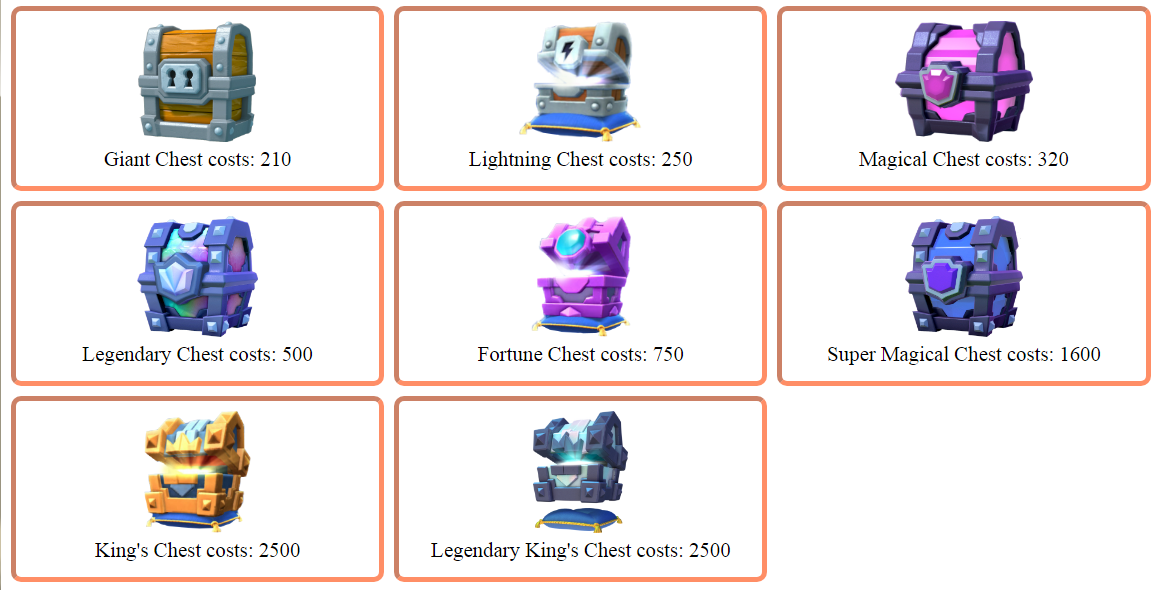 Giant Chest costs: 210
Lightning Chest costs: 250
Magical Chest costs: 320
Legendary Chest costs: 500
Fortune Chest costs: 750
Super Magical Chest costs: 1600
King's Chest costs: 2500
Legendary King's Chest costs: 2500